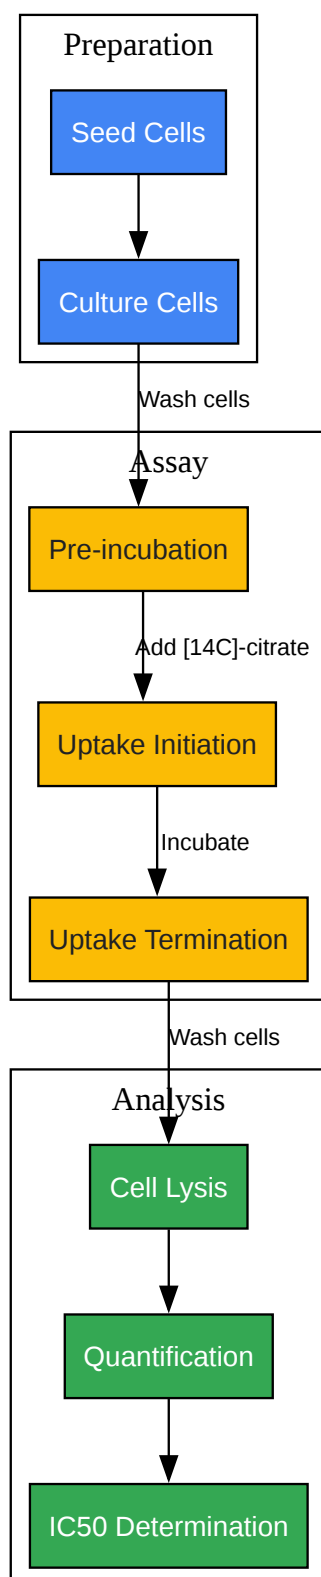 Preparation
Seed Cells
Culture Cells
Wash cells
Assay
Pre-incubation
Add [14C]-citrate
Uptake Initiation
Incubate
Uptake Termination
Wash cells
Analysis
Cell Lysis
Quantification
IC50 Determination